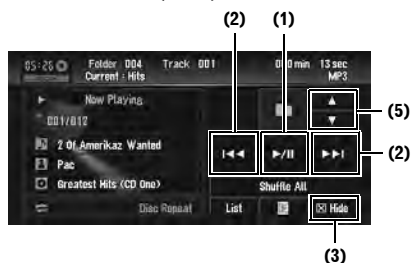 (2) (1)
05:26 Folder 004 Track 001 000 min 13 sec
Current : Hits MP3
Now Playing
001/012
(5)
2 Of Amerikaz Wanted
Pac
(2)
Greatest Hits (CD One)
Shuffle All
Disc Repeat List Hide
(3)